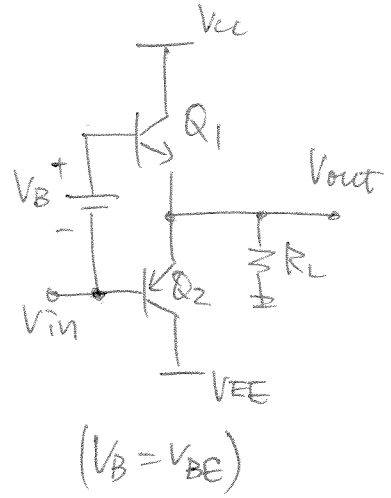 Vcc
Q1
+
VB
-
Vout
RL
Q2
Vin
VEE
(VB = VBE)